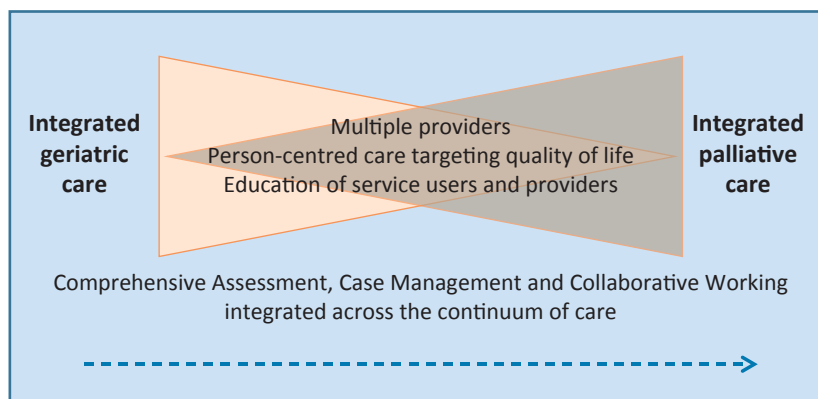 Integrated
geriatric
care
Multiple providers
Person-centred care targeting quality of life
Education of service users and providers
Integrated
palliative
care
Comprehensive Assessment, Case Management and Collaborative Working
integrated across the continuum of care